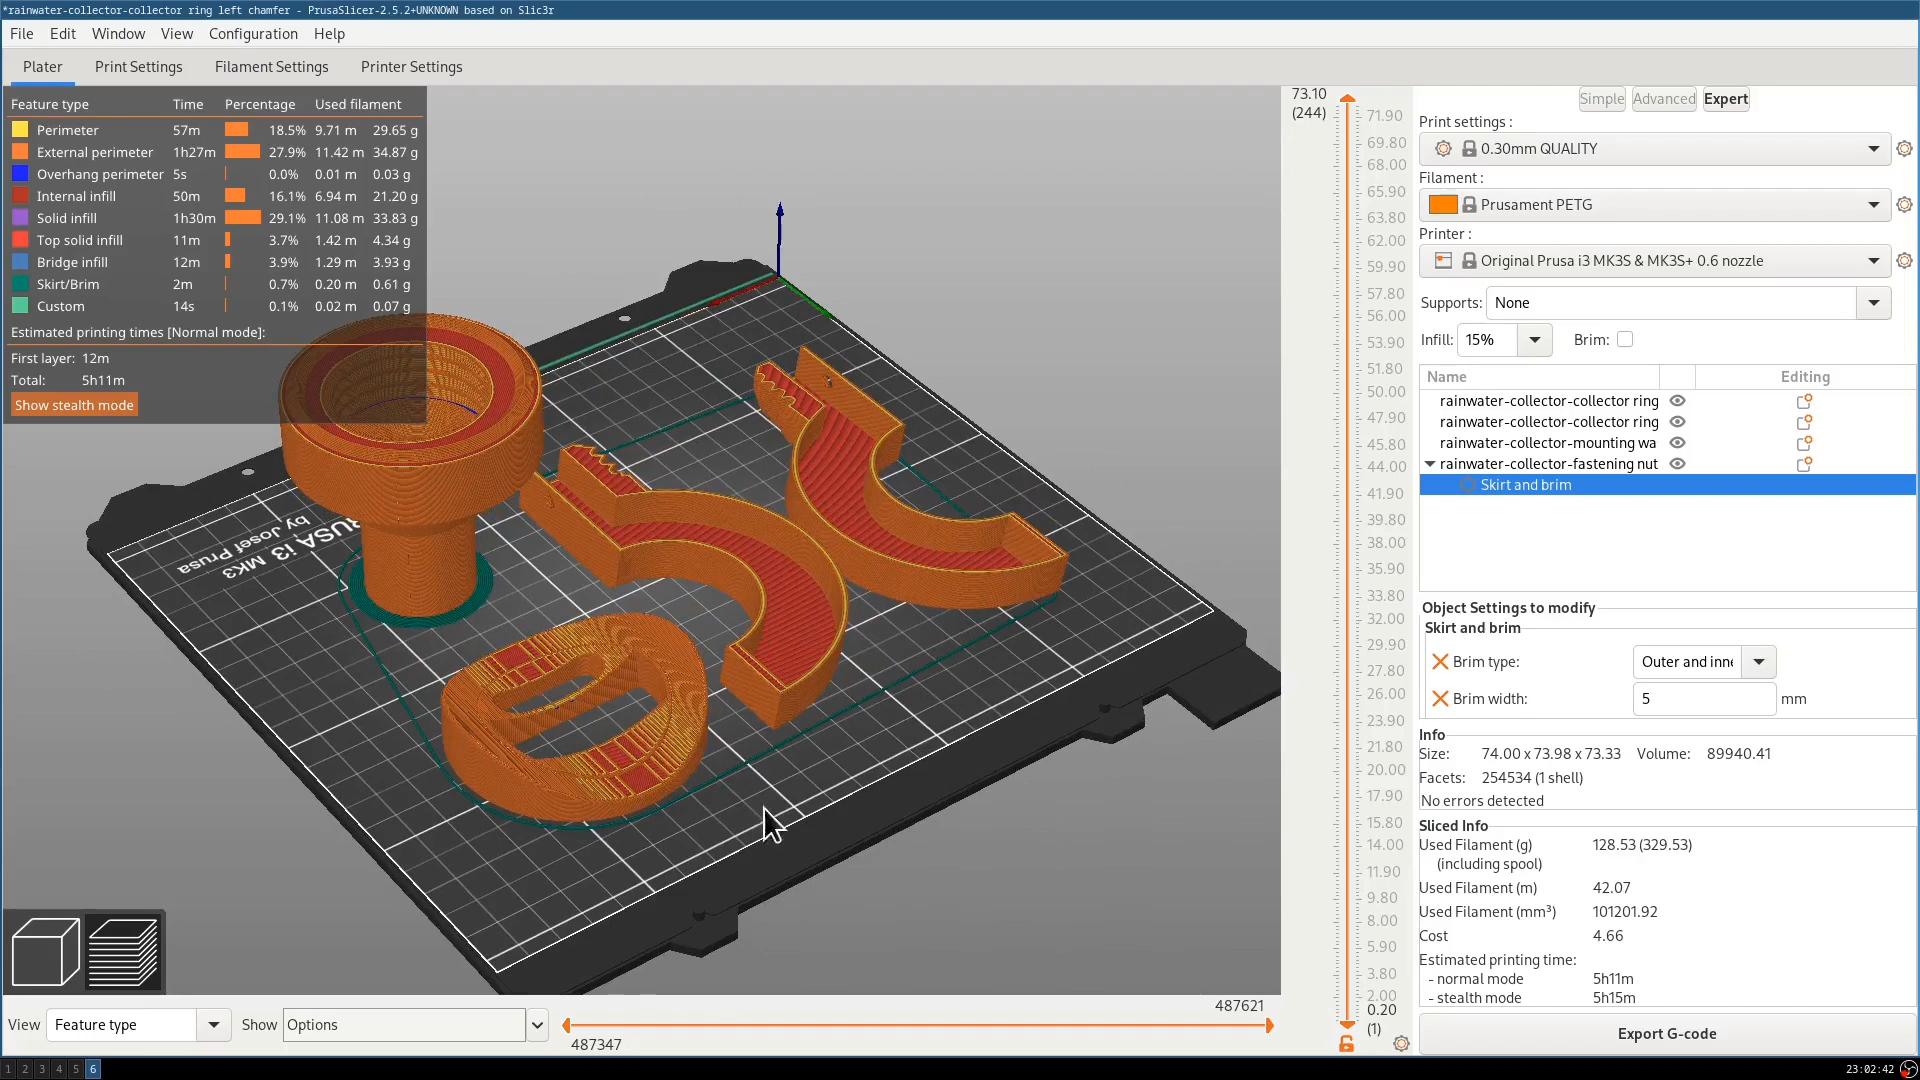 *rainwater-collector-collector ring left chamfer - PrusaSlicer-2.5.2+UNKNOWN based on Slic3r
File Edit Window View Configuration Help
Plater Print Settings Filament Settings Printer Settings
Feature type Time Percentage Used filament
Perimeter 57m 18.5% 9.71 m 29.65 g
External perimeter 1h27m 27.9% 11.42 m 34.87 g
Overhang perimeter 5s 0.0% 0.01 m 0.03 g
Internal infill 50m 16.1% 6.94 m 21.20 g
Solid infill 1h30m 29.1% 11.08 m 33.83 g
Top solid infill 11m 3.7% 1.42 m 4.34 g
Bridge infill 12m 3.9% 1.29 m 3.93 g
Skirt/Brim 2m 0.7% 0.20 m 0.61 g
Custom 14s 0.1% 0.02 m 0.07 g
Estimated printing times [Normal mode]:
First layer: 12m
Total: 5h11m
Show stealth mode
RUSA i3 MK3
by Josef Prusa
View Feature type Show Options
487621
487347
73.10
(244)
71.90
69.80
68.00
65.90
63.80
62.00
59.90
57.80
56.00
53.90
51.80
50.00
47.90
45.80
44.00
41.90
39.80
38.00
35.90
33.80
32.00
29.90
27.80
26.00
23.90
21.80
20.00
17.90
15.80
14.00
11.90
9.80
8.00
5.90
3.80
2.00
0.20
(1)
Simple Advanced Expert
Print settings :
0.30mm QUALITY
Filament :
Prusament PETG
Printer :
Original Prusa i3 MK3S & MK3S+ 0.6 nozzle
Supports: None
Infill: 15% Brim:
Name Editing
rainwater-collector-collector ring
rainwater-collector-collector ring
rainwater-collector-mounting wa
rainwater-collector-fastening nut
Skirt and brim
Object Settings to modify
Skirt and brim
Brim type: Outer and inne
Brim width: 5 mm
Info
Size: 74.00 x 73.98 x 73.33 Volume: 89940.41
Facets: 254534 (1 shell)
No errors detected
Sliced Info
Used Filament (g) 128.53 (329.53)
(including spool)
Used Filament (m) 42.07
Used Filament (mm³) 101201.92
Cost 4.66
Estimated printing time:
- normal mode 5h11m
- stealth mode 5h15m
Export G-code
1 2 3 4 5 6
23:02:42